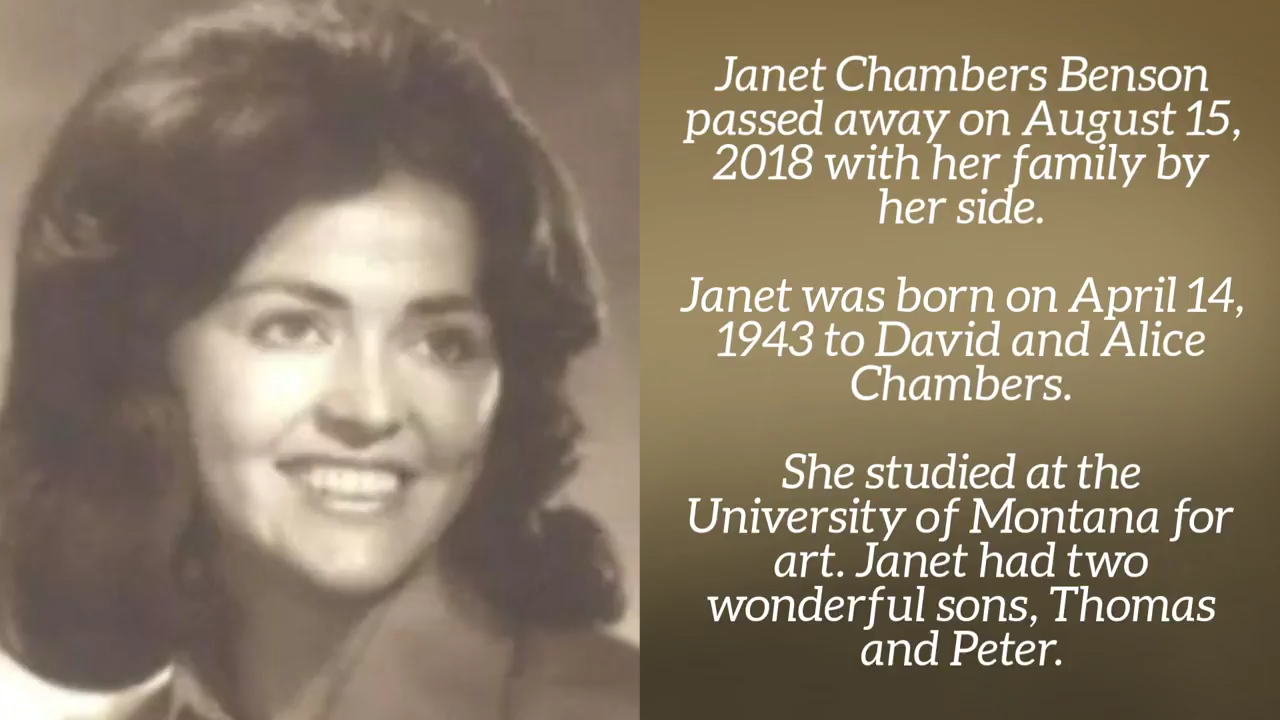 Janet Chambers Benson
passed away on August 15,
2018 with her family by
her side.
Janet was born on April 14,
1943 to David and Alice
Chambers.
She studied at the
University of Montana for
art. Janet had two
wonderful sons, Thomas
and Peter.